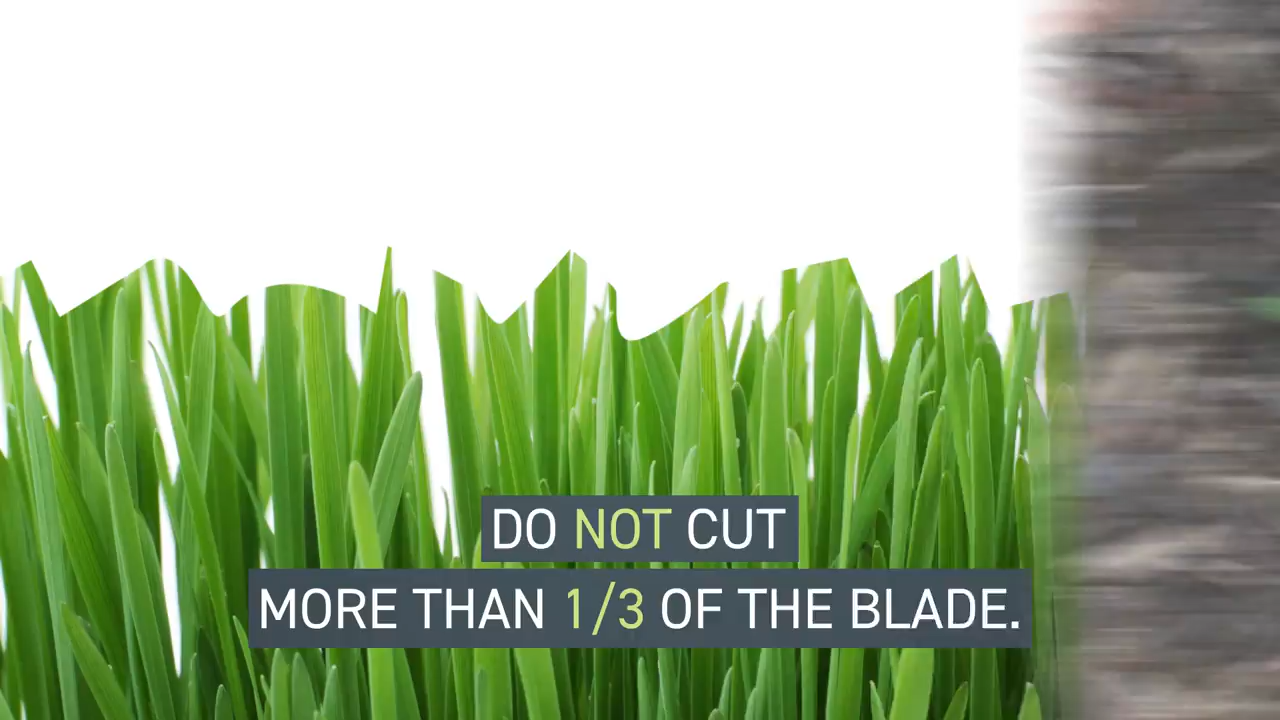 DO NOT CUT
MORE THAN 1/3 OF THE BLADE.